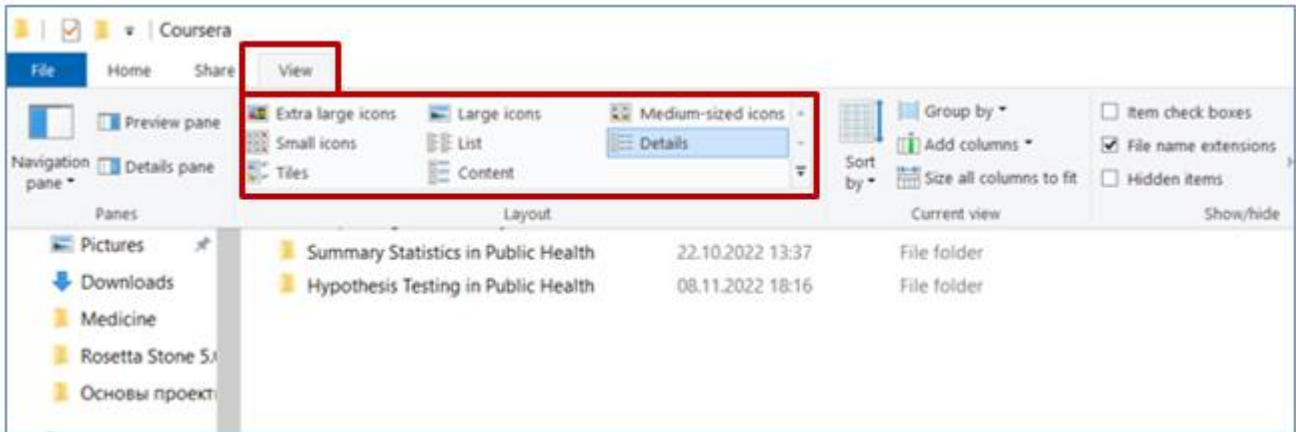 Coursera
File Home Share View
Navigation pane
Preview pane
Details pane
Panes
Extra large icons Large icons Medium-sized icons
Small icons List Details
Tiles Content
Layout
Sort by
Group by
Add columns
Size all columns to fit
Current view
Item check boxes
File name extensions
Hidden items
Show/hide
Pictures
Downloads
Medicine
Rosetta Stone 5.
Основы проект
Summary Statistics in Public Health 22.10.2022 13:37 File folder
Hypothesis Testing in Public Health 08.11.2022 18:16 File folder